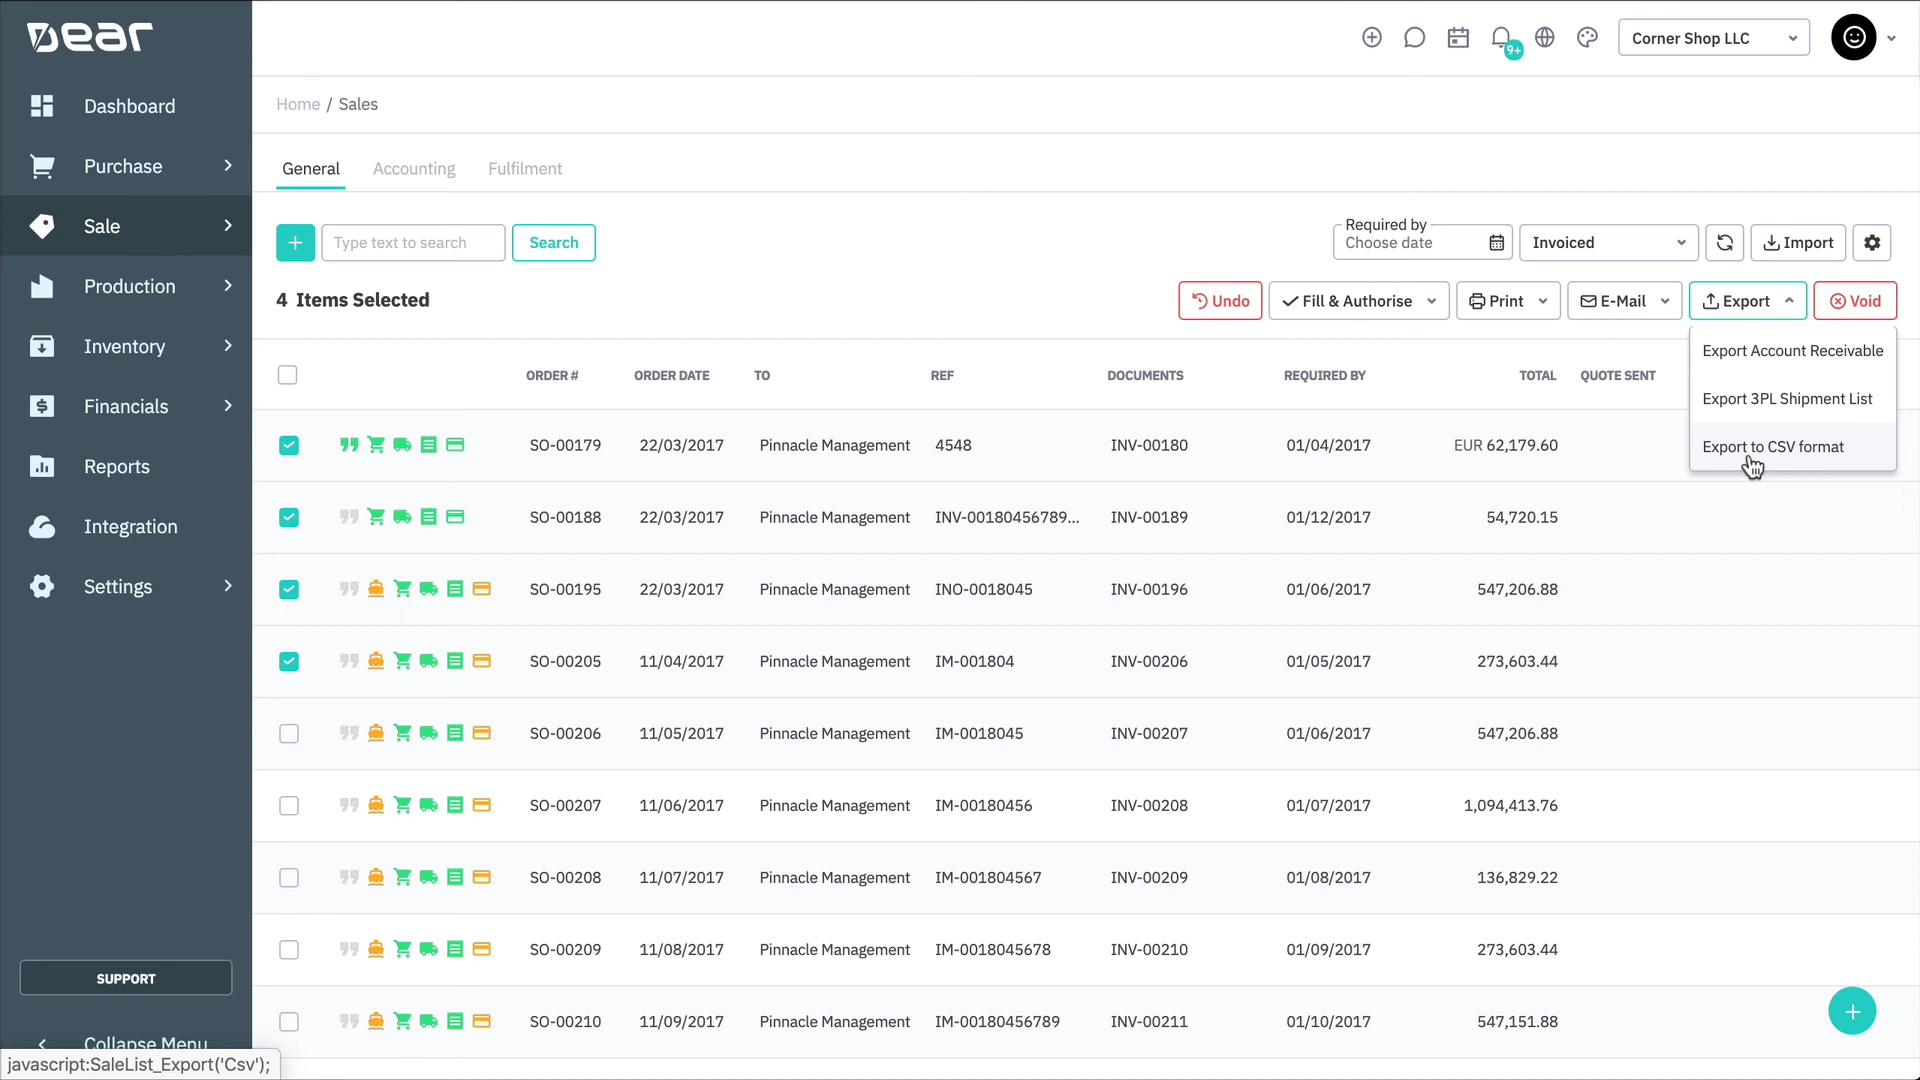 Dear
9+
Corner Shop LLC
Dashboard
Purchase
Sale
Production
Inventory
Financials
Reports
Integration
Settings
SUPPORT
Collapse Menu
javascript:SaleList_Export('Csv');
Home / Sales
General Accounting Fulfilment
+ Type text to search Search
Required by
Choose date
Invoiced
Import
4 Items Selected
Undo Fill & Authorise Print E-Mail Export Void
Export Account Receivable
Export 3PL Shipment List
Export to CSV format
ORDER # ORDER DATE TO REF DOCUMENTS REQUIRED BY TOTAL QUOTE SENT
SO-00179 22/03/2017 Pinnacle Management 4548 INV-00180 01/04/2017 EUR 62,179.60
SO-00188 22/03/2017 Pinnacle Management INV-00180456789... INV-00189 01/12/2017 54,720.15
SO-00195 22/03/2017 Pinnacle Management INO-0018045 INV-00196 01/06/2017 547,206.88
SO-00205 11/04/2017 Pinnacle Management IM-001804 INV-00206 01/05/2017 273,603.44
SO-00206 11/05/2017 Pinnacle Management IM-0018045 INV-00207 01/06/2017 547,206.88
SO-00207 11/06/2017 Pinnacle Management IM-00180456 INV-00208 01/07/2017 1,094,413.76
SO-00208 11/07/2017 Pinnacle Management IM-001804567 INV-00209 01/08/2017 136,829.22
SO-00209 11/08/2017 Pinnacle Management IM-0018045678 INV-00210 01/09/2017 273,603.44
SO-00210 11/09/2017 Pinnacle Management IM-00180456789 INV-00211 01/10/2017 547,151.88
+